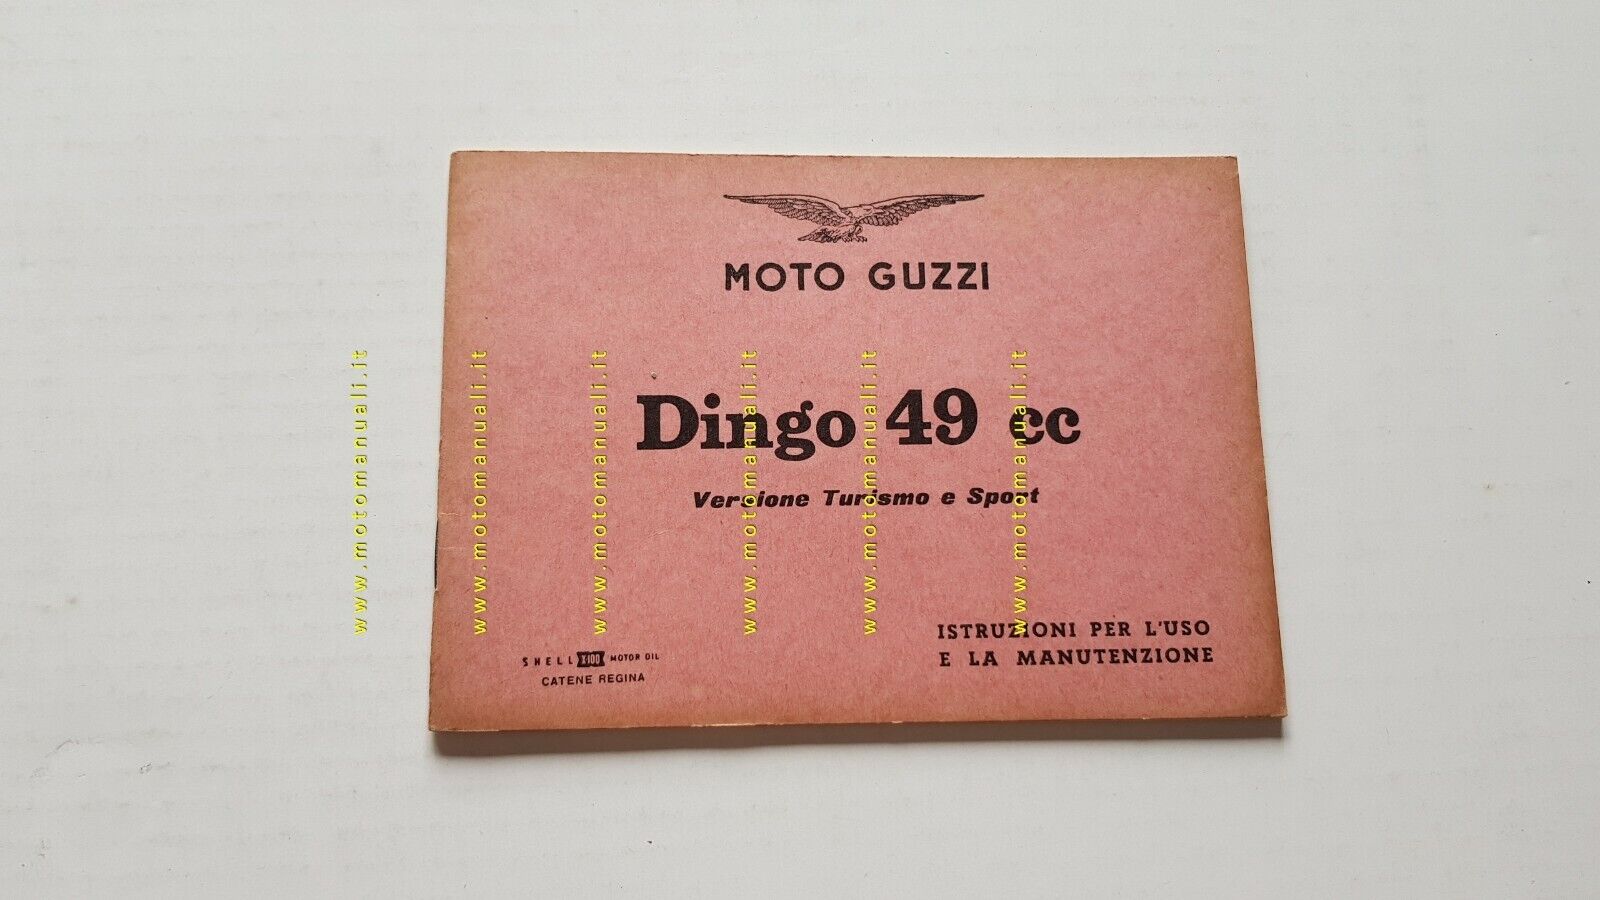 MOTO GUZZI
Dingo 49 cc
Versione Turismo e Sport
ISTRUZIONI PER L'USO
E LA MANUTENZIONE
SHELL X-100 MOTOR OIL
CATENE REGINA
www.motomanuali.it
www.motomanuali.it
www.motomanuali.it
www.motomanuali.it
www.motomanuali.it
www.motomanuali.it